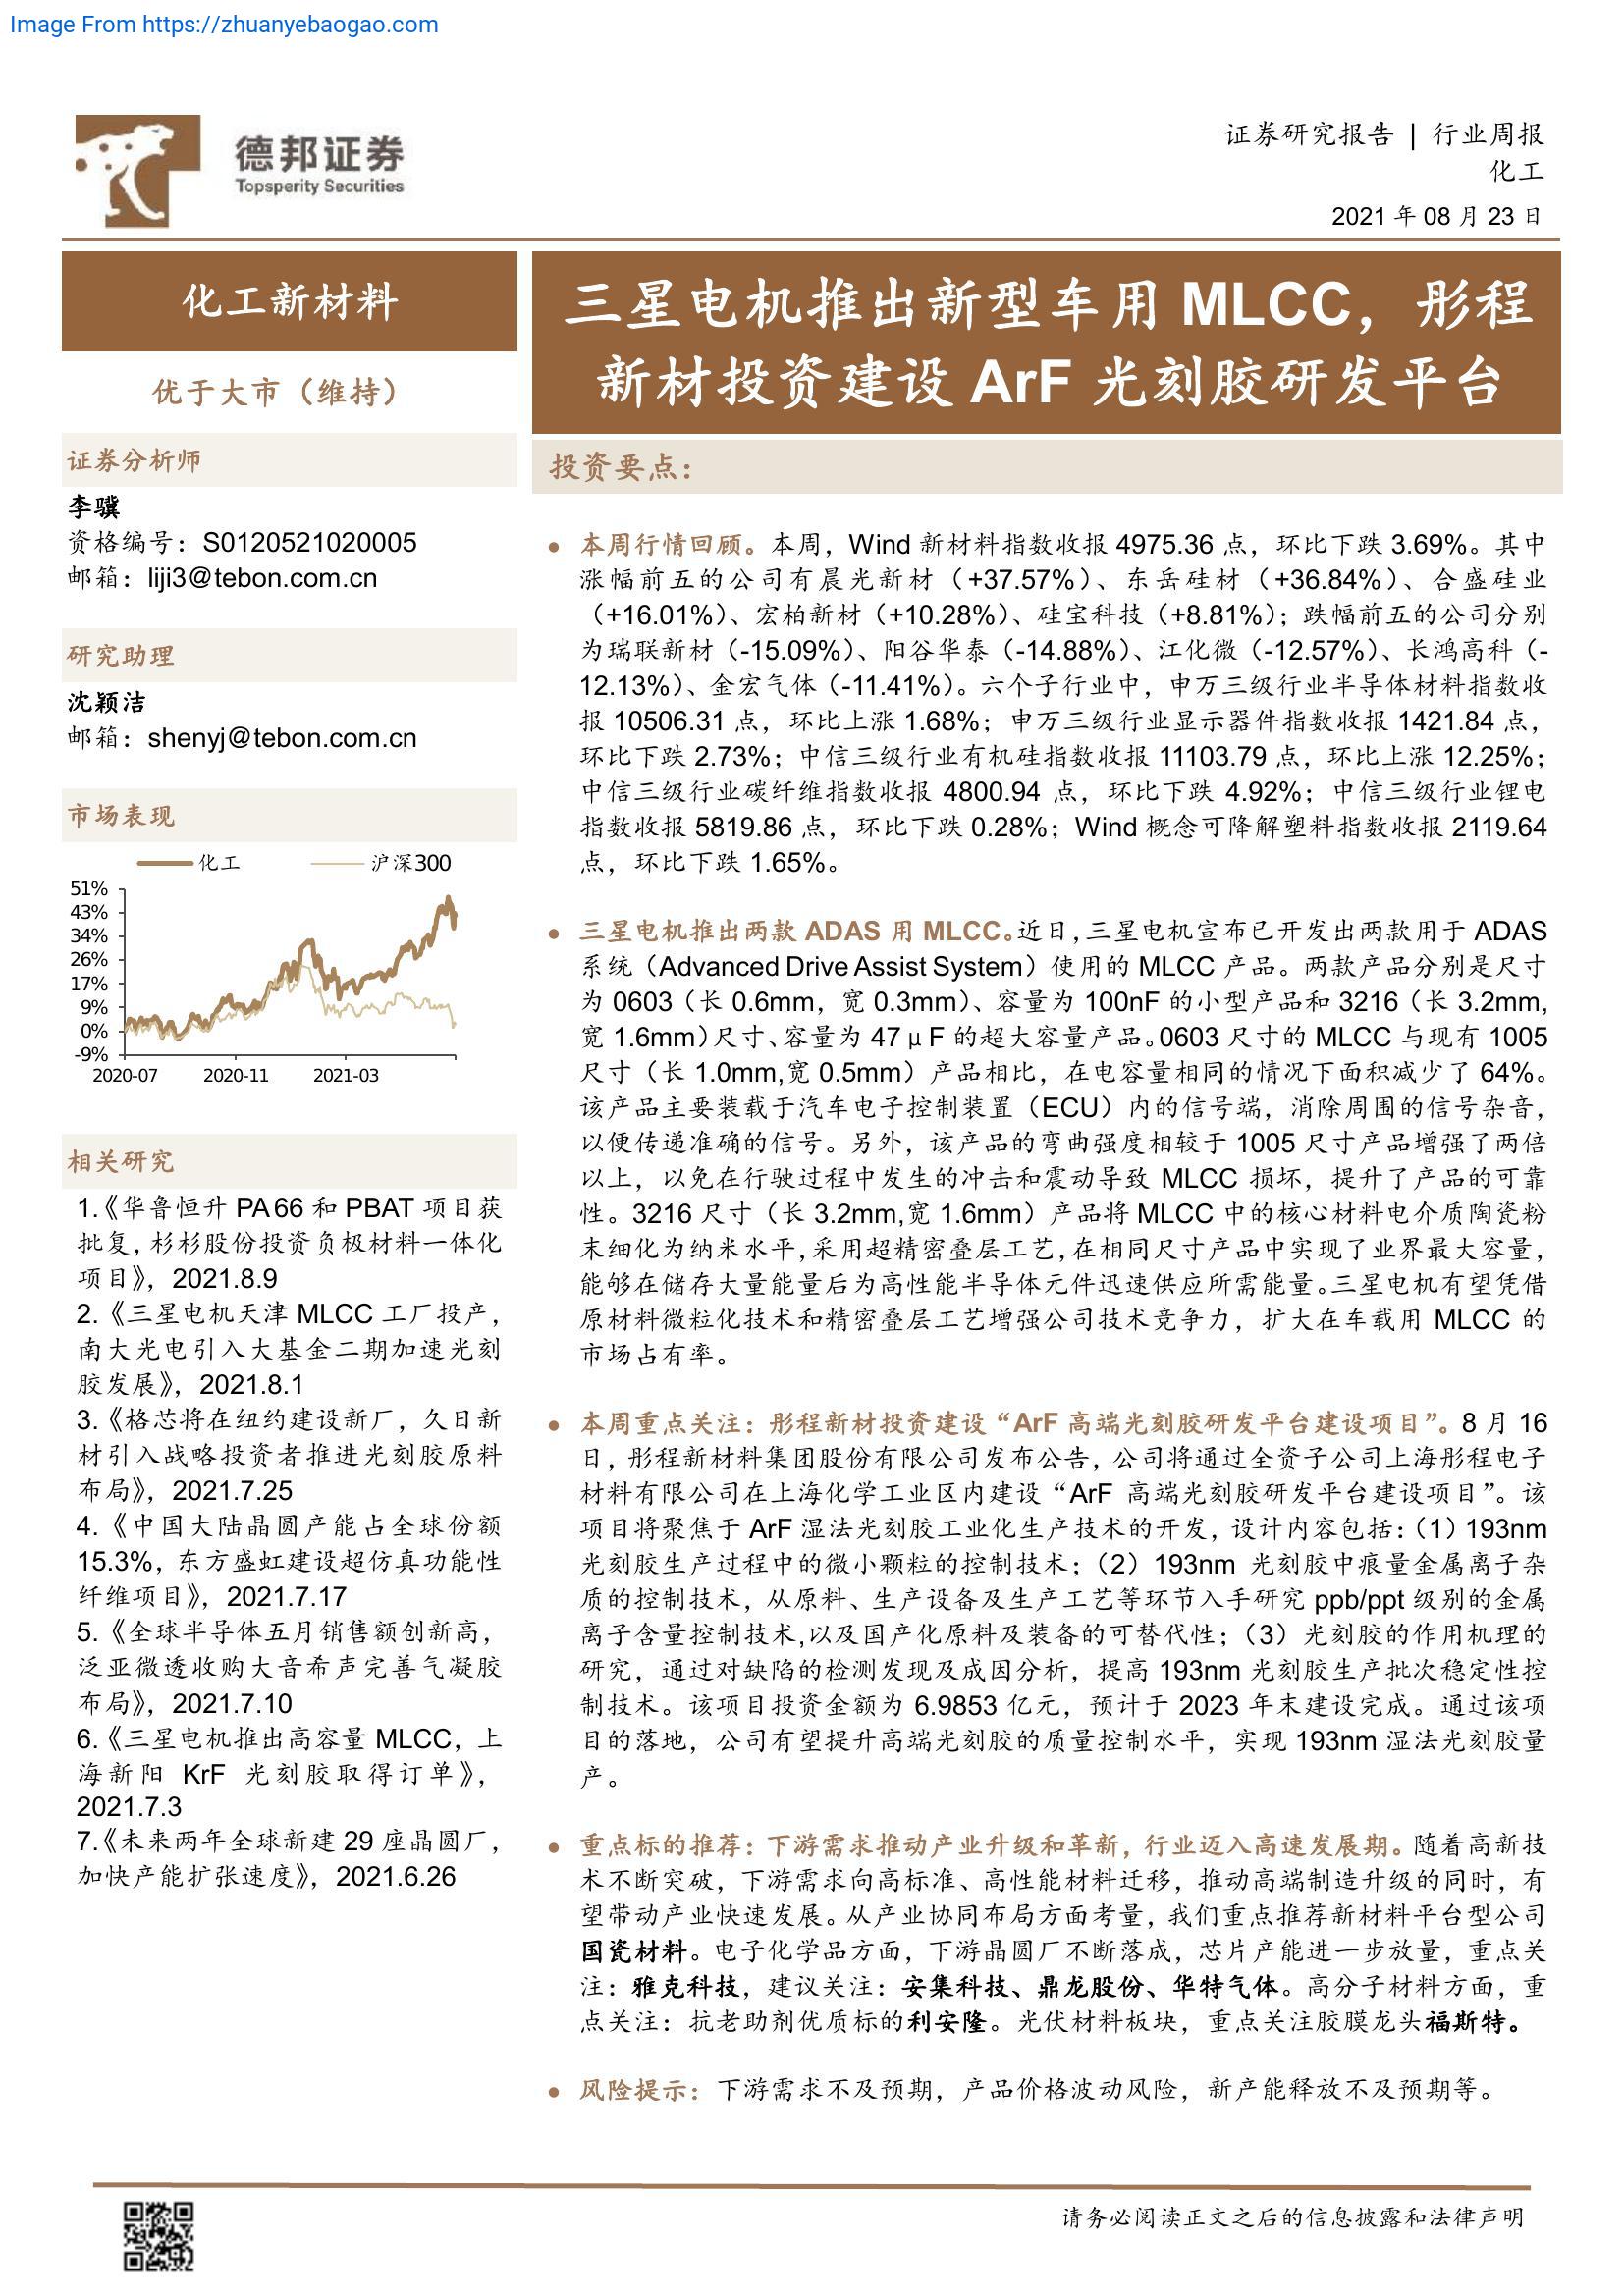 Image From https://zhuanyebaogao.com
德邦证券
Topsperity Securities
证券研究报告 | 行业周报
化工
2021 年 08 月 23 日
化工新材料
优于大市（维持）
证券分析师
李骥
资格编号：S0120521020005
邮箱：liji3@tebon.com.cn
研究助理
沈颖洁
邮箱：shenyj@tebon.com.cn
市场表现
化工 沪深300
51%
43%
34%
26%
17%
9%
0%
-9%
2020-07 2020-11 2021-03
相关研究
1.《华鲁恒升 PA66 和 PBAT 项目获
批复，杉杉股份投资负极材料一体化
项目》，2021.8.9
2.《三星电机天津 MLCC 工厂投产，
南大光电引入大基金二期加速光刻
胶发展》，2021.8.1
3.《格芯将在纽约建设新厂，久日新
材引入战略投资者推进光刻胶原料
布局》，2021.7.25
4.《中国大陆晶圆产能占全球份额
15.3%，东方盛虹建设超仿真功能性
纤维项目》，2021.7.17
5.《全球半导体五月销售额创新高，
泛亚微透收购大音希声完善气凝胶
布局》，2021.7.10
6.《三星电机推出高容量 MLCC，上
海新阳 KrF 光刻胶取得订单》，
2021.7.3
7.《未来两年全球新建 29 座晶圆厂，
加快产能扩张速度》，2021.6.26
三星电机推出新型车用 MLCC，彤程
新材投资建设 ArF 光刻胶研发平台
投资要点：
● 本周行情回顾。本周，Wind 新材料指数收报 4975.36 点，环比下跌 3.69%。其中
涨幅前五的公司有晨光新材（+37.57%）、东岳硅材（+36.84%）、合盛硅业
（+16.01%）、宏柏新材（+10.28%）、硅宝科技（+8.81%）；跌幅前五的公司分别
为瑞联新材（-15.09%）、阳谷华泰（-14.88%）、江化微（-12.57%）、长鸿高科（-
12.13%）、金宏气体（-11.41%）。六个子行业中，申万三级行业半导体材料指数收
报 10506.31 点，环比上涨 1.68%；申万三级行业显示器件指数收报 1421.84 点，
环比下跌 2.73%；中信三级行业有机硅指数收报 11103.79 点，环比上涨 12.25%；
中信三级行业碳纤维指数收报 4800.94 点，环比下跌 4.92%；中信三级行业锂电
指数收报 5819.86 点，环比下跌 0.28%；Wind 概念可降解塑料指数收报 2119.64
点，环比下跌 1.65%。
● 三星电机推出两款 ADAS 用 MLCC。近日，三星电机宣布已开发出两款用于 ADAS
系统（Advanced Drive Assist System）使用的 MLCC 产品。两款产品分别是尺寸
为 0603（长 0.6mm，宽 0.3mm）、容量为 100nF 的小型产品和 3216（长 3.2mm,
宽 1.6mm）尺寸、容量为 47μF 的超大容量产品。0603 尺寸的 MLCC 与现有 1005
尺寸（长 1.0mm,宽 0.5mm）产品相比，在电容量相同的情况下面积减少了 64%。
该产品主要装载于汽车电子控制装置（ECU）内的信号端，消除周围的信号杂音，
以便传递准确的信号。另外，该产品的弯曲强度相较于 1005 尺寸产品增强了两倍
以上，以免在行驶过程中发生的冲击和震动导致 MLCC 损坏，提升了产品的可靠
性。3216 尺寸（长 3.2mm,宽 1.6mm）产品将 MLCC 中的核心材料电介质陶瓷粉
末细化为纳米水平，采用超精密叠层工艺，在相同尺寸产品中实现了业界最大容量，
能够在储存大量能量后为高性能半导体元件迅速供应所需能量。三星电机有望凭借
原材料微粒化技术和精密叠层工艺增强公司技术竞争力，扩大在车载用 MLCC 的
市场占有率。
● 本周重点关注：彤程新材投资建设“ArF 高端光刻胶研发平台建设项目”。8 月 16
日，彤程新材料集团股份有限公司发布公告，公司将通过全资子公司上海彤程电子
材料有限公司在上海化学工业区内建设“ArF 高端光刻胶研发平台建设项目”。该
项目将聚焦于 ArF 湿法光刻胶工业化生产技术的开发，设计内容包括：（1）193nm
光刻胶生产过程中的微小颗粒的控制技术；（2）193nm 光刻胶中痕量金属离子杂
质的控制技术，从原料、生产设备及生产工艺等环节入手研究 ppb/ppt 级别的金属
离子含量控制技术,以及国产化原料及装备的可替代性；（3）光刻胶的作用机理的
研究，通过对缺陷的检测发现及成因分析，提高 193nm 光刻胶生产批次稳定性控
制技术。该项目投资金额为 6.9853 亿元，预计于 2023 年末建设完成。通过该项
目的落地，公司有望提升高端光刻胶的质量控制水平，实现 193nm 湿法光刻胶量
产。
● 重点标的推荐：下游需求推动产业升级和革新，行业迈入高速发展期。随着高新技
术不断突破，下游需求向高标准、高性能材料迁移，推动高端制造升级的同时，有
望带动产业快速发展。从产业协同布局方面考量，我们重点推荐新材料平台型公司
国瓷材料。电子化学品方面，下游晶圆厂不断落成，芯片产能进一步放量，重点关
注：雅克科技，建议关注：安集科技、鼎龙股份、华特气体。高分子材料方面，重
点关注：抗老助剂优质标的利安隆。光伏材料板块，重点关注胶膜龙头福斯特。
● 风险提示：下游需求不及预期，产品价格波动风险，新产能释放不及预期等。
请务必阅读正文之后的信息披露和法律声明